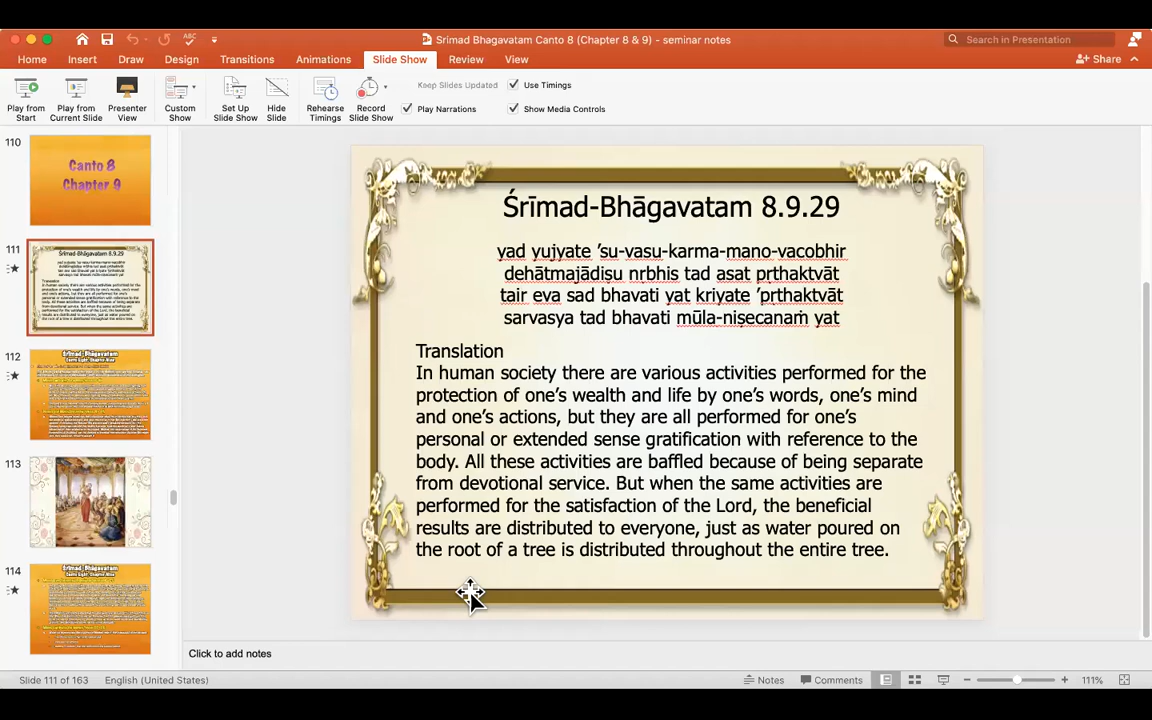 Śrīmad Bhagavatam Canto 8 (Chapter 8 & 9) - seminar notes
Search in Presentation
Home Insert Draw Design Transitions Animations Slide Show Review View
Share
Play from Start
Play from Current Slide
Presenter View
Custom Show
Set Up Slide Show
Hide Slide
Rehearse Timings
Record Slide Show
Keep Slides Updated
Use Timings
Play Narrations
Show Media Controls
110
Canto 8
Chapter 9
111
Śrīmad-Bhāgavatam 8.9.29
112
Śrīmad-Bhāgavatam
113
114
Śrīmad-Bhāgavatam
Śrīmad-Bhāgavatam 8.9.29
yad yujyate ’su-vasu-karma-mano-vacobhir
dehātmajādiṣu nṛbhis tad asat pṛthaktvāt
tair eva sad bhavati yat kriyate ’pṛthaktvāt
sarvasya tad bhavati mūla-niṣecanaṁ yat
Translation
In human society there are various activities performed for the
protection of one’s wealth and life by one’s words, one’s mind
and one’s actions, but they are all performed for one’s
personal or extended sense gratification with reference to the
body. All these activities are baffled because of being separate
from devotional service. But when the same activities are
performed for the satisfaction of the Lord, the beneficial
results are distributed to everyone, just as water poured on
the root of a tree is distributed throughout the entire tree.
Click to add notes
Slide 111 of 163 English (United States) Notes Comments 111%